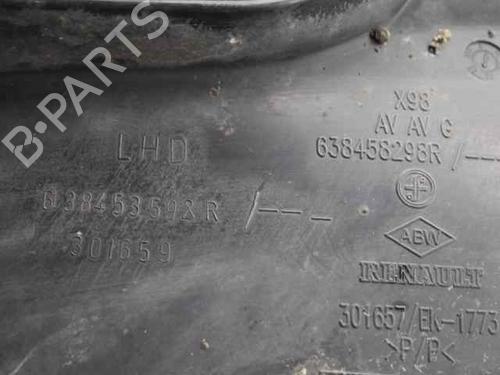 B-PARTS
LHD
638453598R/---
301659
X98
AV AV G
638458298R/--
ABW
RENAULT
301657/EK-1773
>P/P<